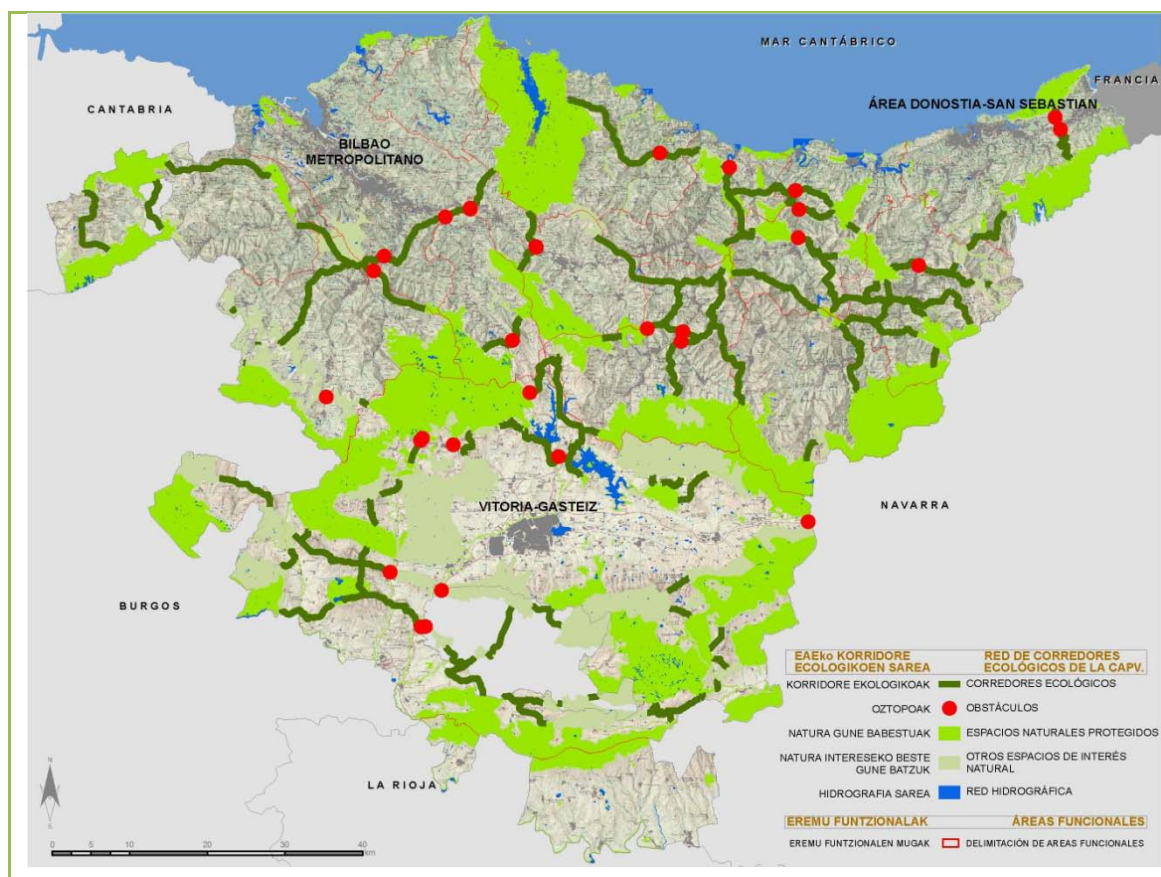 MAR CANTÁBRICO
FRANCIA
CANTABRIA
ÁREA DONOSTIA-SAN SEBASTIAN
BILBAO
METROPOLITANO
VITORIA-GASTEIZ
NAVARRA
BURGOS
LA RIOJA
EAEko KORRIDORE
EKOLOGIKOEN SAREA
RED DE CORREDORES
ECOLÓGICOS DE LA CAPV.
KORRIDORE EKOLOGIKOAK
CORREDORES ECOLÓGICOS
OZTOPOAK
OBSTÁCULOS
NATURA GUNE BABESTUAK
ESPACIOS NATURALES PROTEGIDOS
NATURA INTERESEKO BESTE
GUNE BATZUK
OTROS ESPACIOS DE INTERÉS
NATURAL
HIDROGRAFIA SAREA
RED HIDROGRÁFICA
EREMU FUNTZIONALAK
ÁREAS FUNCIONALES
EREMU FUNTZIONALEN MUGAK
DELIMITACIÓN DE AREAS FUNCIONALES
N
S
0 10 20 30 40
km